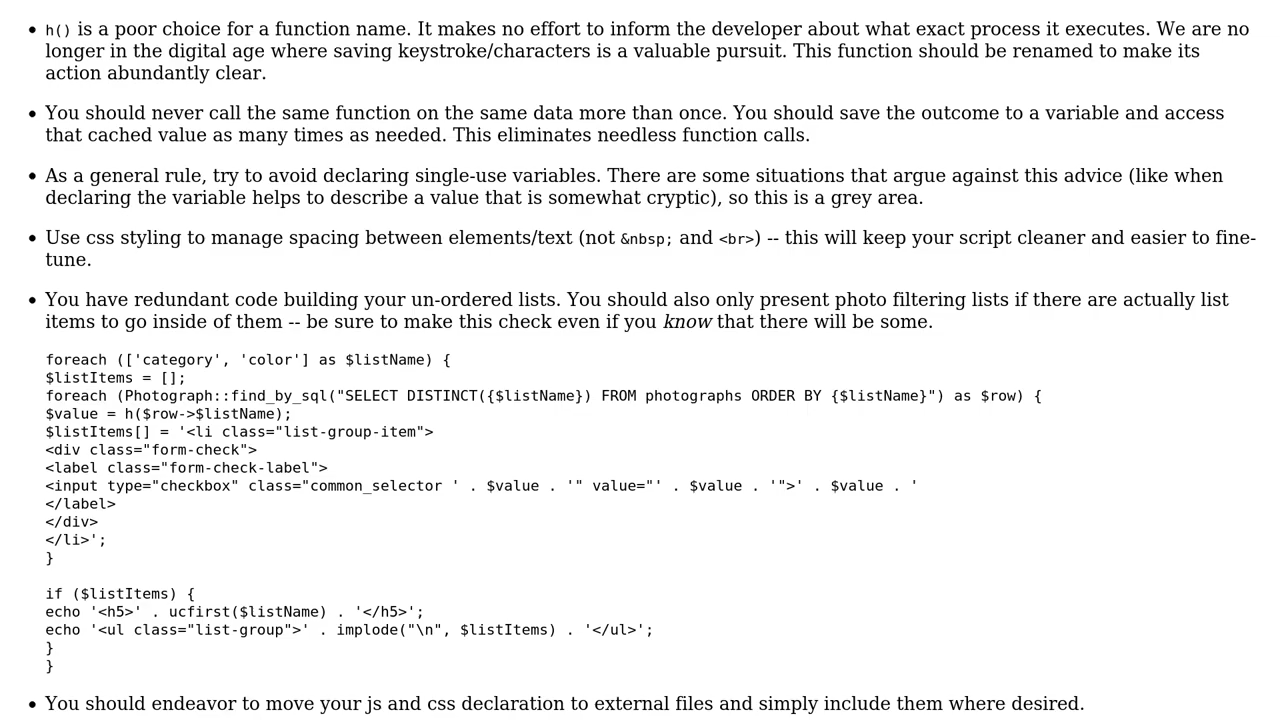 • h() is a poor choice for a function name. It makes no effort to inform the developer about what exact process it executes. We are no
longer in the digital age where saving keystroke/characters is a valuable pursuit. This function should be renamed to make its
action abundantly clear.
• You should never call the same function on the same data more than once. You should save the outcome to a variable and access
that cached value as many times as needed. This eliminates needless function calls.
• As a general rule, try to avoid declaring single-use variables. There are some situations that argue against this advice (like when
declaring the variable helps to describe a value that is somewhat cryptic), so this is a grey area.
• Use css styling to manage spacing between elements/text (not &nbsp; and <br>) -- this will keep your script cleaner and easier to fine-
tune.
• You have redundant code building your un-ordered lists. You should also only present photo filtering lists if there are actually list
items to go inside of them -- be sure to make this check even if you know that there will be some.
foreach (['category', 'color'] as $listName) {
$listItems = [];
foreach (Photograph::find_by_sql("SELECT DISTINCT({$listName}) FROM photographs ORDER BY {$listName}") as $row) {
$value = h($row->$listName);
$listItems[] = '<li class="list-group-item">
<div class="form-check">
<label class="form-check-label">
<input type="checkbox" class="common_selector ' . $value . '" value="' . $value . '">' . $value . '
</label>
</div>
</li>';
}
if ($listItems) {
echo '<h5>' . ucfirst($listName) . '</h5>';
echo '<ul class="list-group">' . implode("\n", $listItems) . '</ul>';
}
}
• You should endeavor to move your js and css declaration to external files and simply include them where desired.